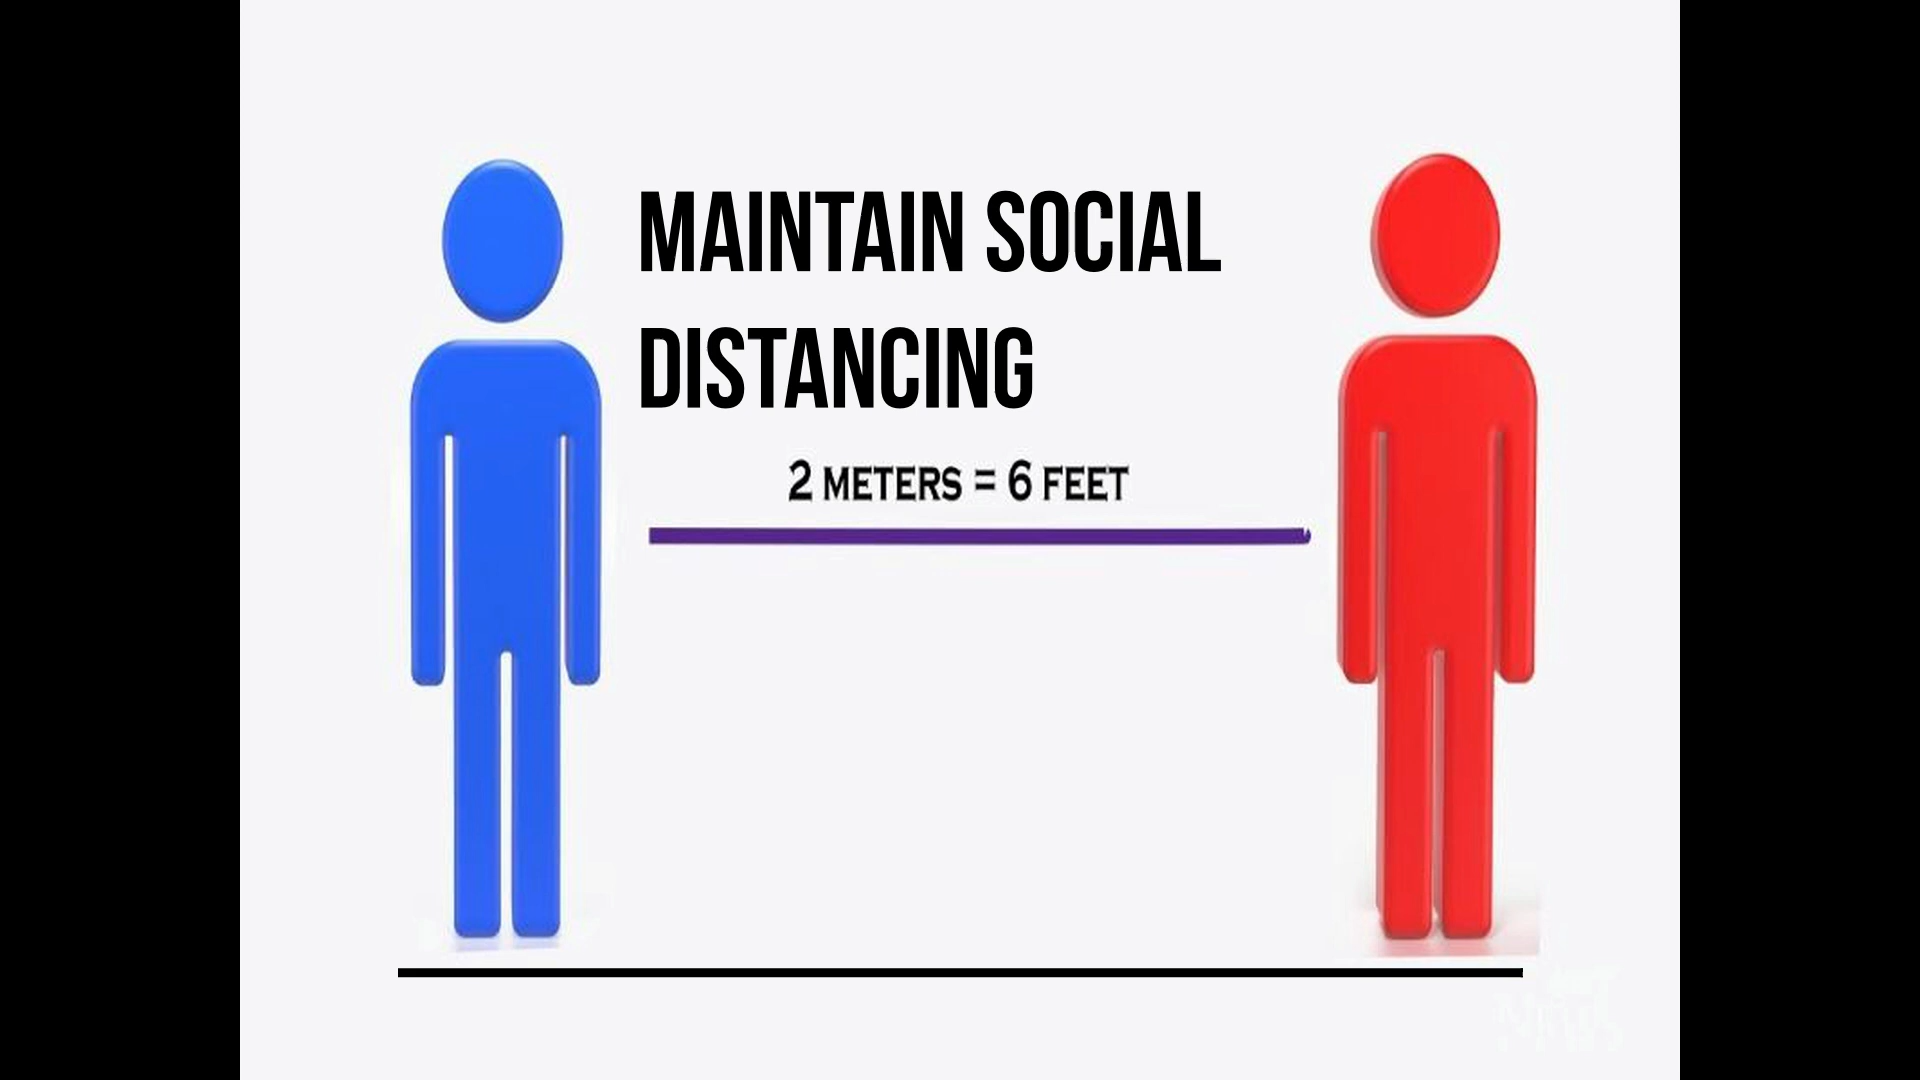 MAINTAIN SOCIAL
DISTANCING
2 METERS = 6 FEET